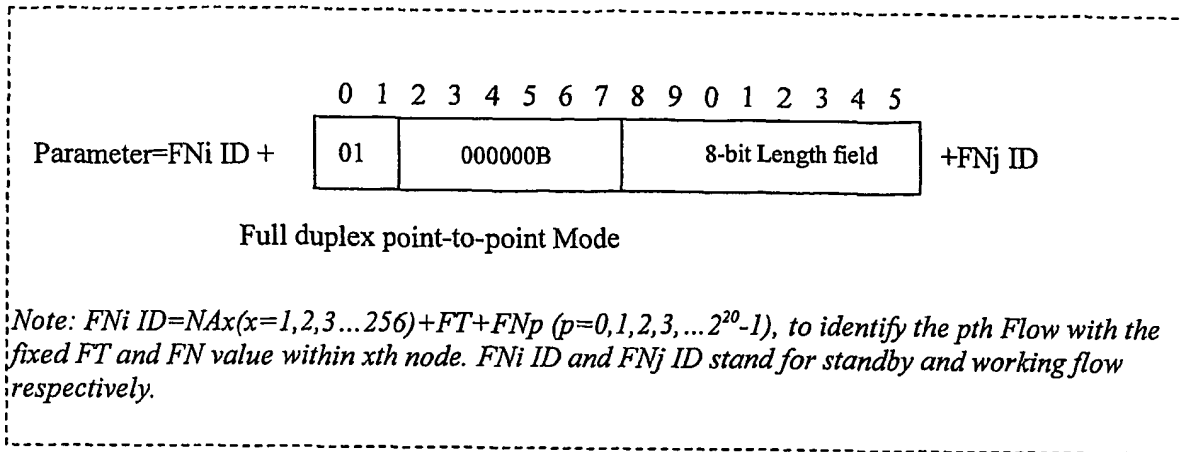 0 1 2 3 4 5 6 7 8 9 0 1 2 3 4 5
Parameter=FNi ID + 01 000000B 8-bit Length field +FNj ID
Full duplex point-to-point Mode
Note: FNi ID=NAx(x=1,2,3...256)+FT+FNp (p=0,1,2,3,...2²⁰-1), to identify the pth Flow with the
fixed FT and FN value within xth node. FNi ID and FNj ID stand for standby and working flow
respectively.